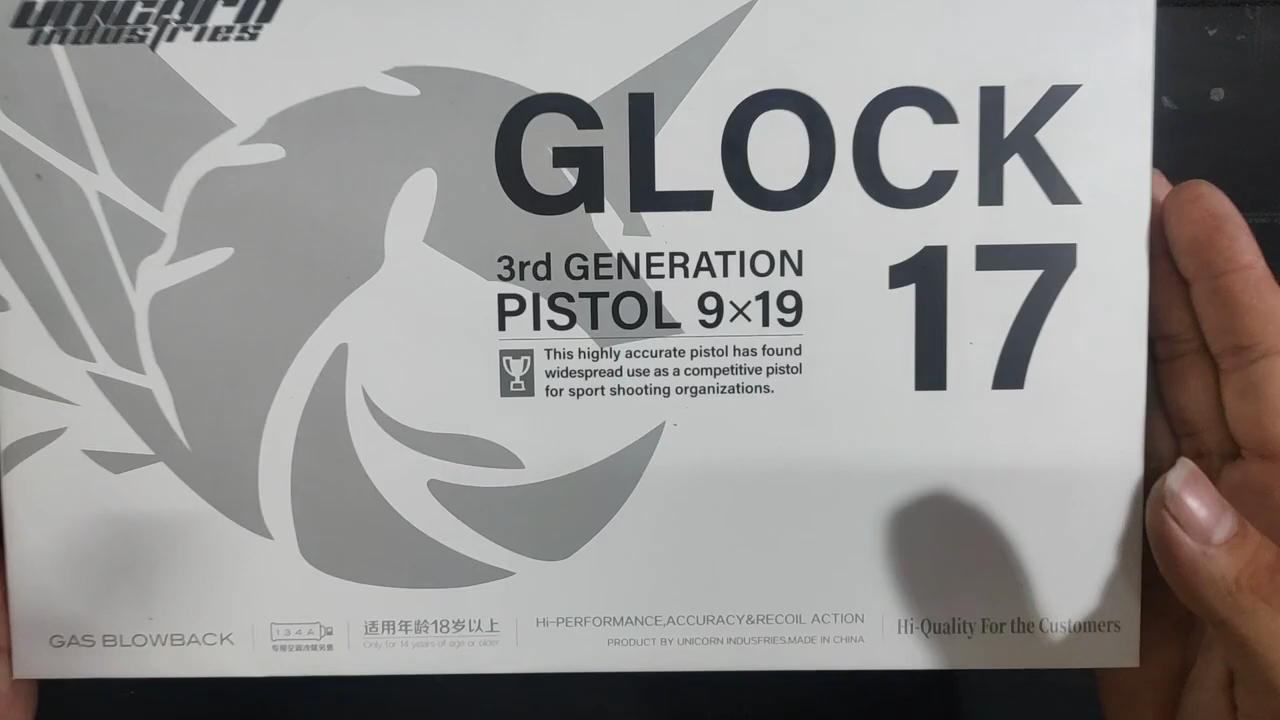 UNICARN
industries
GLOCK
17
3rd GENERATION
PISTOL 9×19
This highly accurate pistol has found
widespread use as a competitive pistol
for sport shooting organizations.
GAS BLOWBACK
134A
适用年龄18岁以上
Only for 14 years of age or older
Hi-PERFORMANCE,ACCURACY&RECOIL ACTION
PRODUCT BY UNICORN INDUSFRIES.MADE IN CHINA
Hi-Quality For the Customers